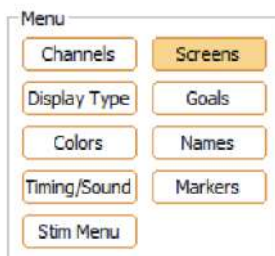 Menu
Channels Screens
Display Type Goals
Colors Names
Timing/Sound Markers
Stim Menu